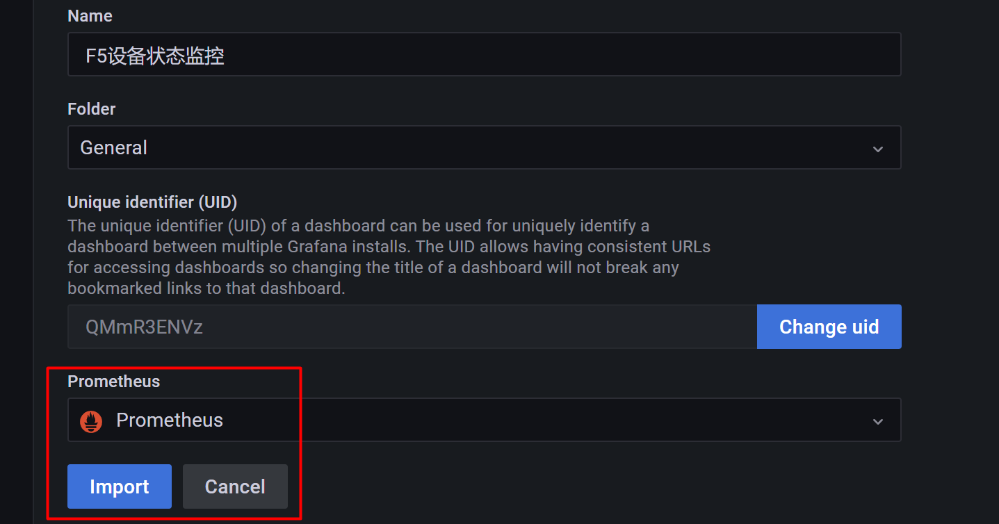 Name
F5设备状态监控
Folder
General
Unique identifier (UID)
The unique identifier (UID) of a dashboard can be used for uniquely identify a
dashboard between multiple Grafana installs. The UID allows having consistent URLs
for accessing dashboards so changing the title of a dashboard will not break any
bookmarked links to that dashboard.
QMmR3ENVz
Change uid
Prometheus
Prometheus
Import
Cancel